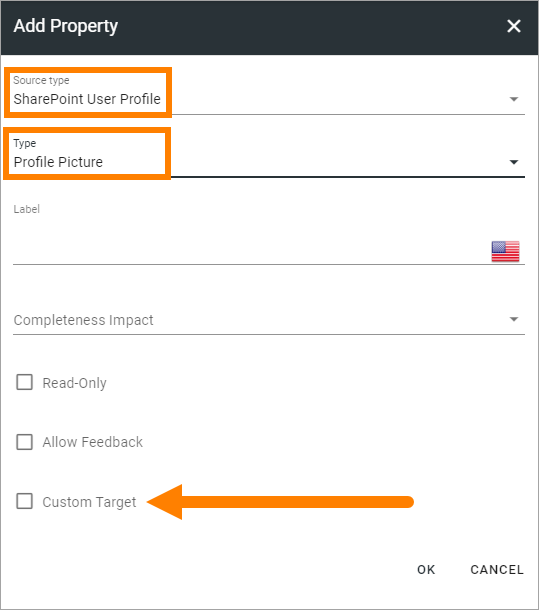 Add Property
Source type
SharePoint User Profile
Type
Profile Picture
Label
Completeness Impact
Read-Only
Allow Feedback
Custom Target
OK CANCEL